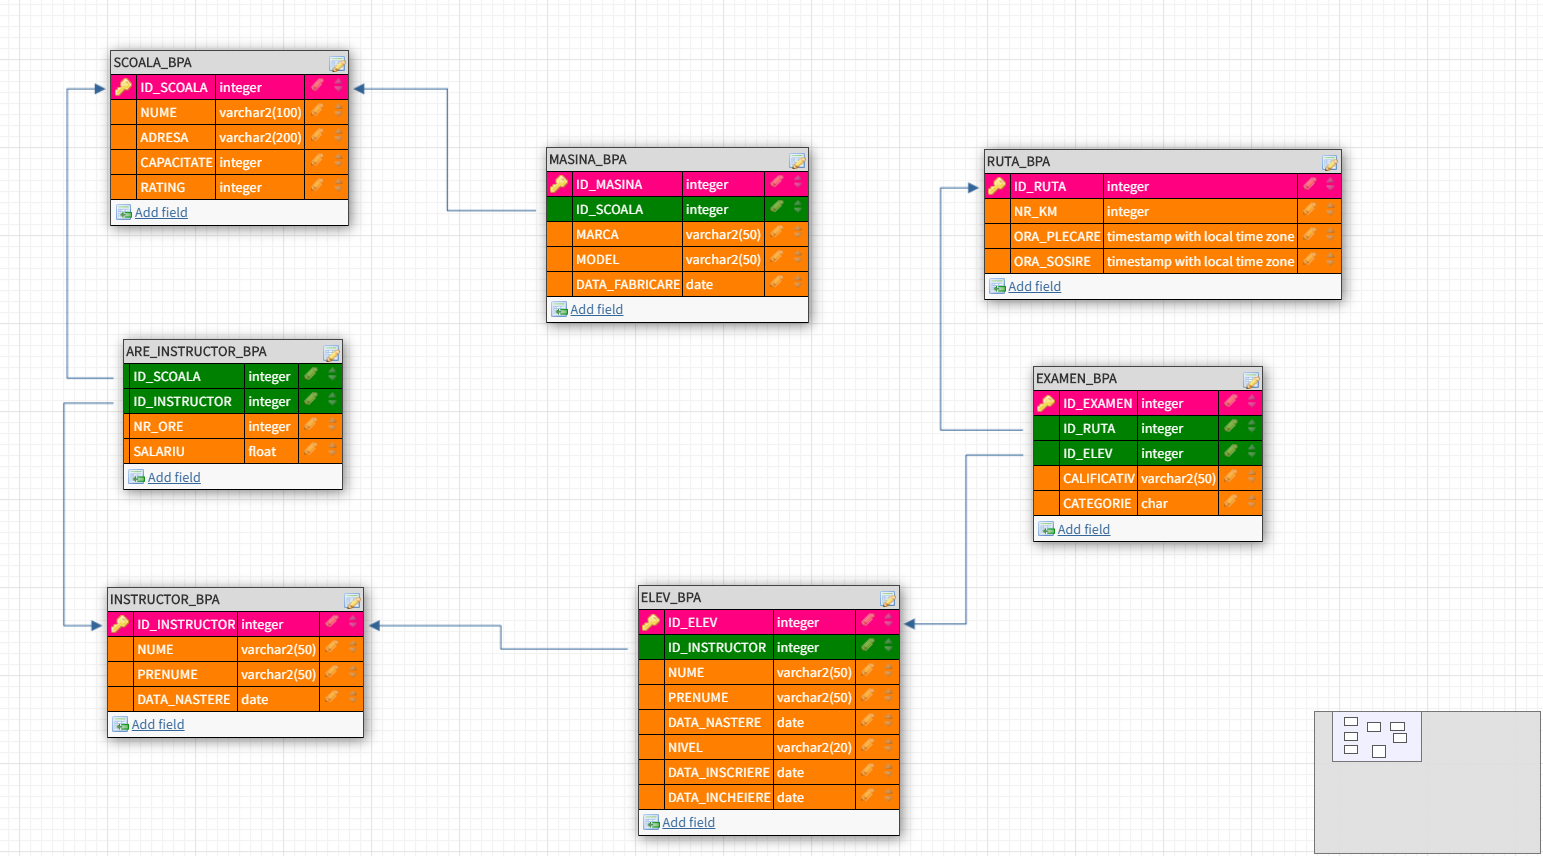 SCOALA_BPA
ID_SCOALA integer
NUME varchar2(100)
ADRESA varchar2(200)
CAPACITATE integer
RATING integer
Add field
MASINA_BPA
ID_MASINA integer
ID_SCOALA integer
MARCA varchar2(50)
MODEL varchar2(50)
DATA_FABRICARE date
Add field
RUTA_BPA
ID_RUTA integer
NR_KM integer
ORA_PLECARE timestamp with local time zone
ORA_SOSIRE timestamp with local time zone
Add field
ARE_INSTRUCTOR_BPA
ID_SCOALA integer
ID_INSTRUCTOR integer
NR_ORE integer
SALARIU float
Add field
EXAMEN_BPA
ID_EXAMEN integer
ID_RUTA integer
ID_ELEV integer
CALIFICATIV varchar2(50)
CATEGORIE char
Add field
INSTRUCTOR_BPA
ID_INSTRUCTOR integer
NUME varchar2(50)
PRENUME varchar2(50)
DATA_NASTERE date
Add field
ELEV_BPA
ID_ELEV integer
ID_INSTRUCTOR integer
NUME varchar2(50)
PRENUME varchar2(50)
DATA_NASTERE date
NIVEL varchar2(20)
DATA_INSCRIERE date
DATA_INCHEIERE date
Add field